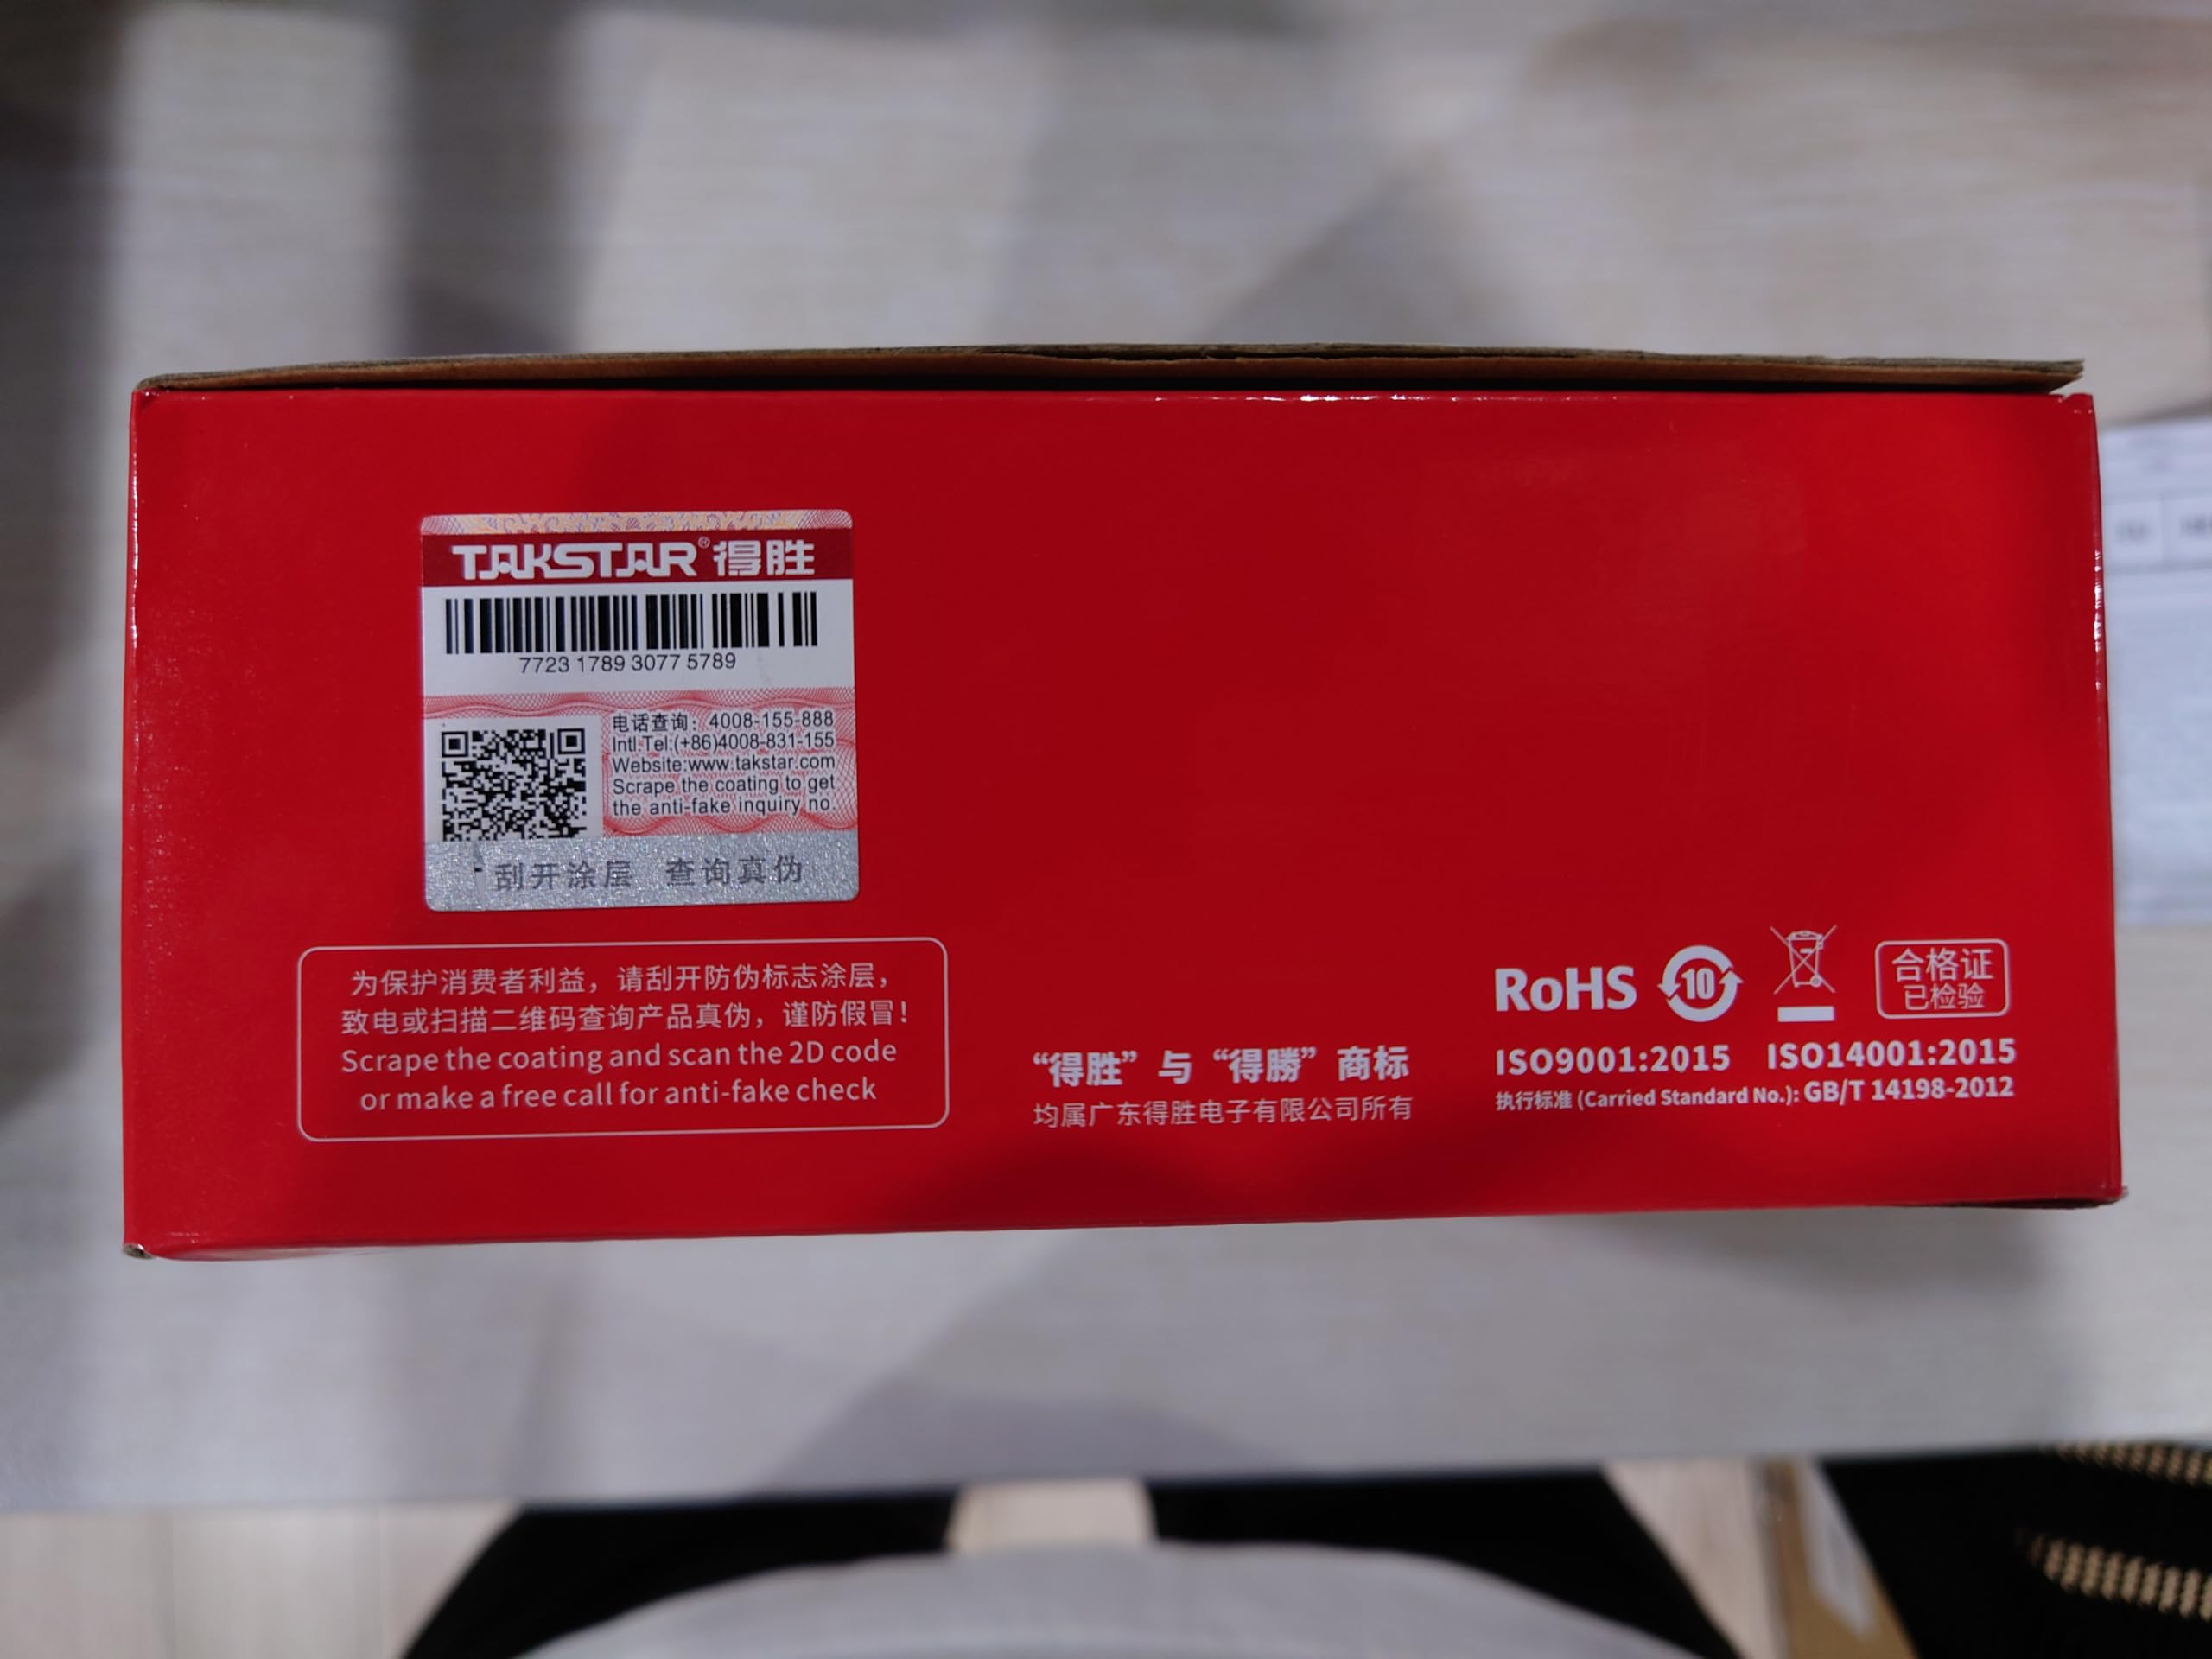 TAKSTAR®得胜
7723 1789 3077 5789
电话查询：4008-155-888
Intl.Tel:(+86)4008-831-155
Website:www.takstar.com
Scrape the coating to get
the anti-fake inquiry no.
刮开涂层 查询真伪
为保护消费者利益，请刮开防伪标志涂层，
致电或扫描二维码查询产品真伪，谨防假冒！
Scrape the coating and scan the 2D code
or make a free call for anti-fake check
“得胜”与“得勝”商标
均属广东得胜电子有限公司所有
RoHS 10 合格证
已检验
ISO9001:2015 ISO14001:2015
执行标准 (Carried Standard No.): GB/T 14198-2012